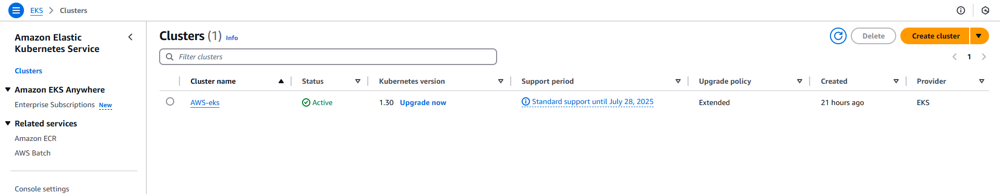 EKS > Clusters
Amazon Elastic
Kubernetes Service
Clusters
Amazon EKS Anywhere
Enterprise Subscriptions New
Related services
Amazon ECR
AWS Batch
Console settings
Clusters (1) Info
Delete
Create cluster
Filter clusters
1
Cluster name Status Kubernetes version Support period Upgrade policy Created Provider
AWS-eks Active 1.30 Upgrade now Standard support until July 28, 2025 Extended 21 hours ago EKS